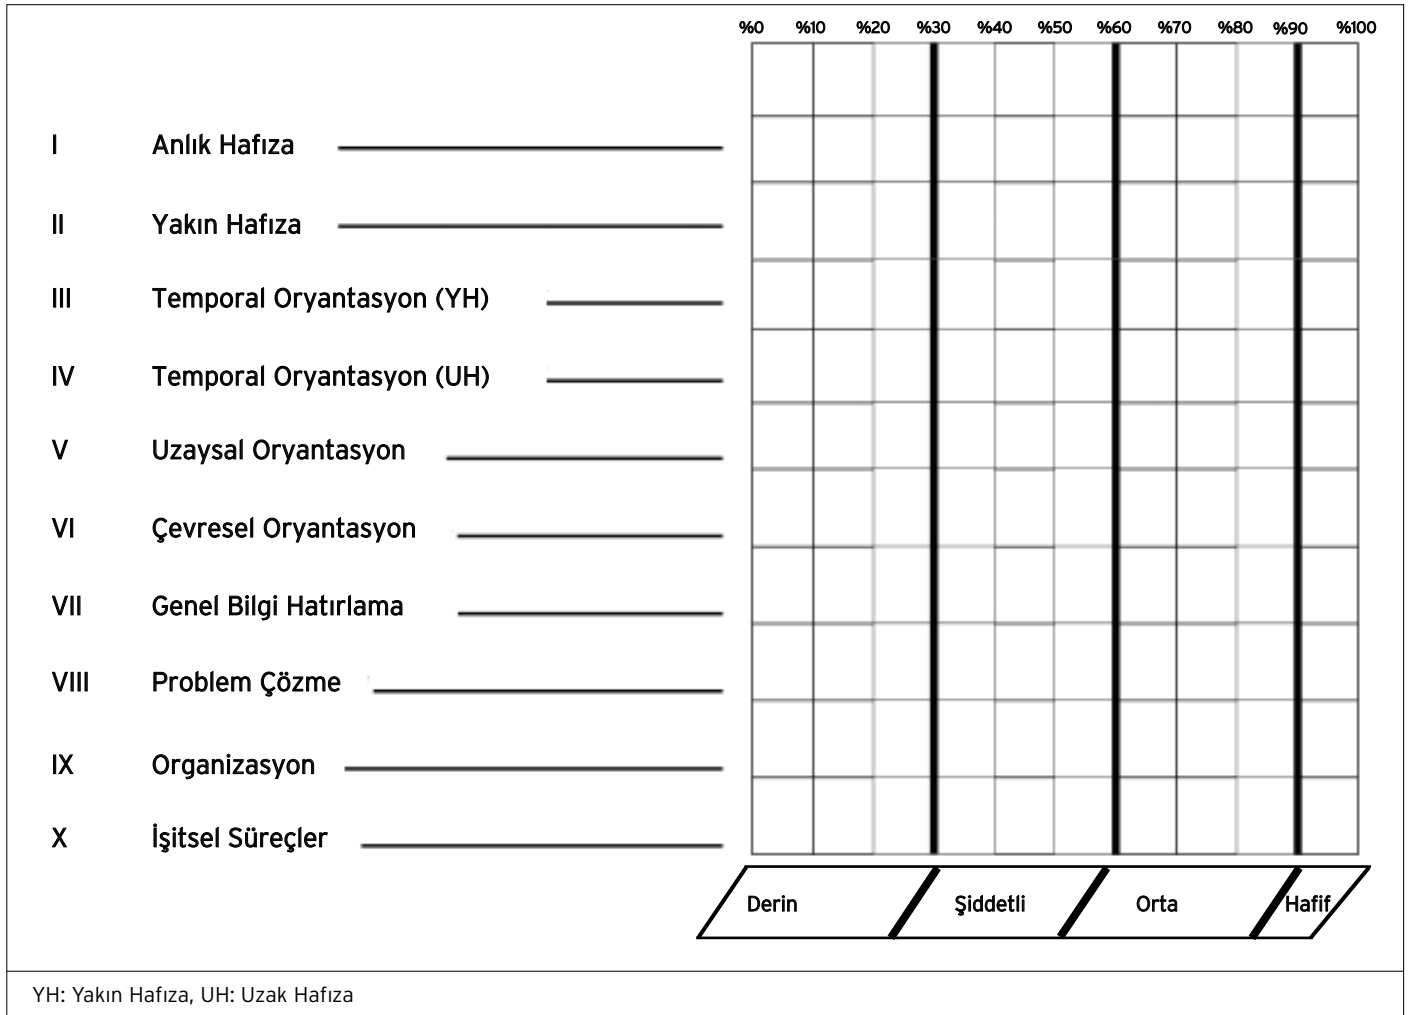 %0 %10 %20 %30 %40 %50 %60 %70 %80 %90 %100
I Anlık Hafıza
II Yakın Hafıza
III Temporal Oryantasyon (YH)
IV Temporal Oryantasyon (UH)
V Uzaysal Oryantasyon
VI Çevresel Oryantasyon
VII Genel Bilgi Hatırlama
VIII Problem Çözme
IX Organizasyon
X İşitsel Süreçler
Derin Şiddetli Orta Hafif
YH: Yakın Hafıza, UH: Uzak Hafıza